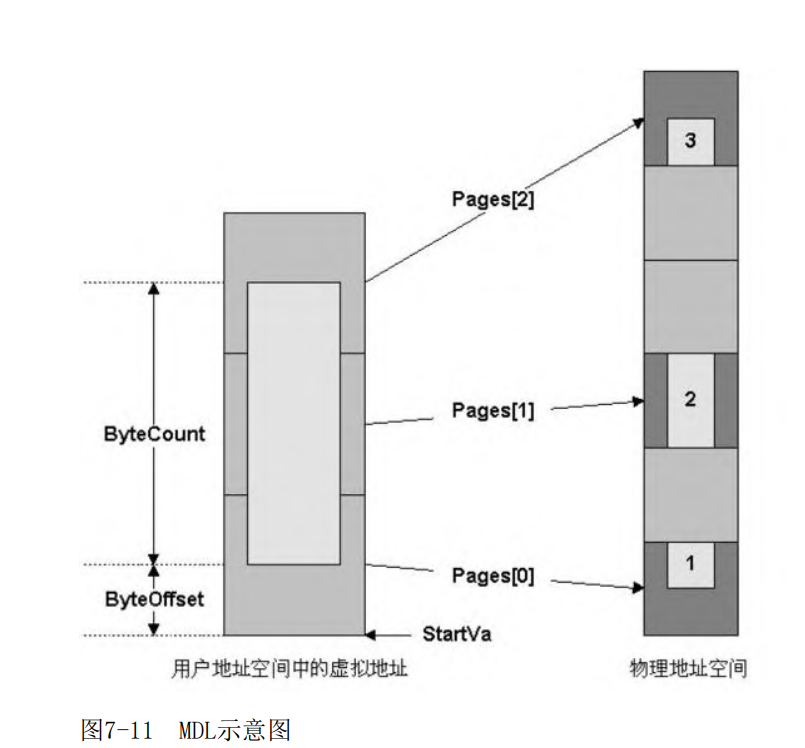 3
Pages[2]
Pages[1]
2
ByteCount
Pages[0]
1
ByteOffset
StartVa
用户地址空间中的虚拟地址
物理地址空间
图7-11 MDL示意图